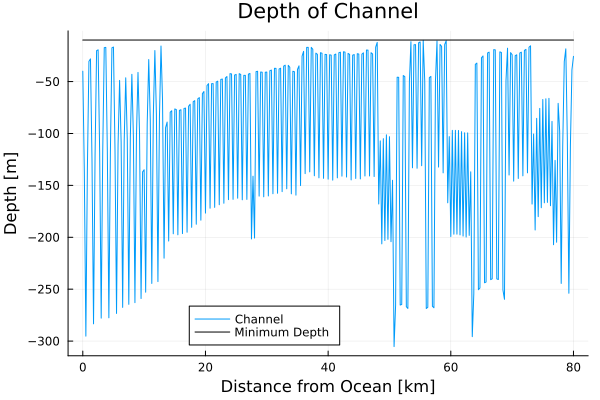 Depth of Channel
Depth [m]
−50
−100
−150
−200
−250
−300
Channel
Minimum Depth
0 20 40 60 80
Distance from Ocean [km]